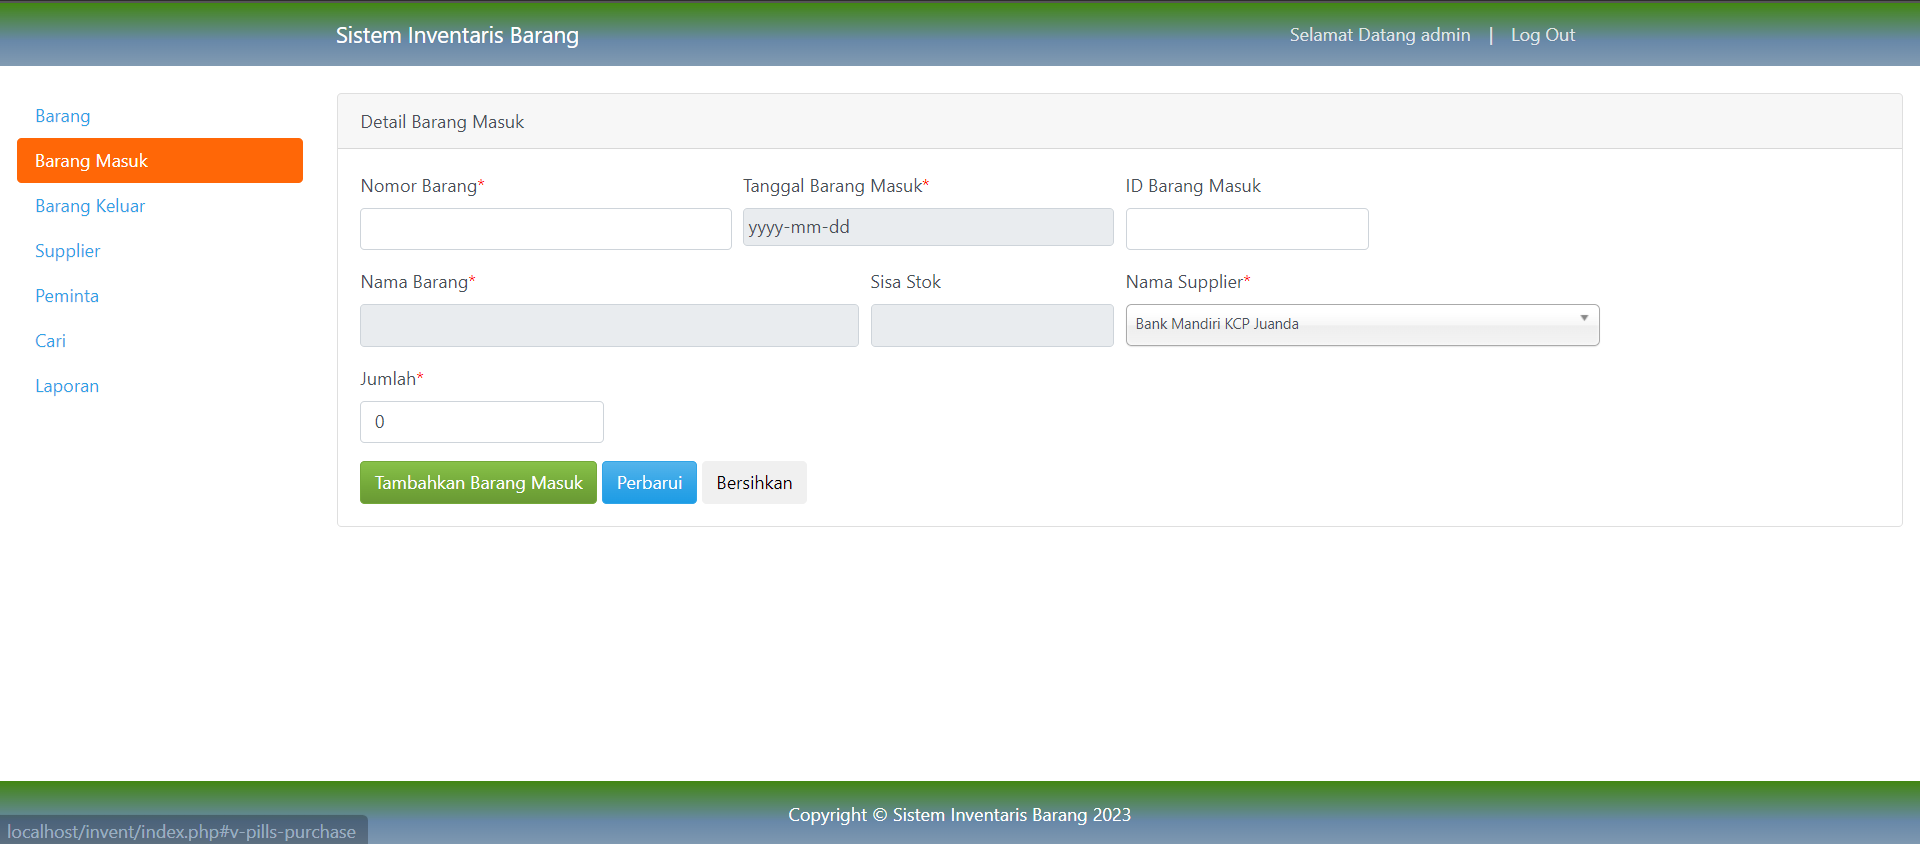 Sistem Inventaris Barang
Selamat Datang admin | Log Out
Barang
Barang Masuk
Barang Keluar
Supplier
Peminta
Cari
Laporan
Detail Barang Masuk
Nomor Barang* Tanggal Barang Masuk* ID Barang Masuk
yyyy-mm-dd
Nama Barang* Sisa Stok Nama Supplier*
Bank Mandiri KCP Juanda
Jumlah*
0
Tambahkan Barang Masuk Perbarui Bersihkan
Copyright © Sistem Inventaris Barang 2023
localhost/invent/index.php#v-pills-purchase